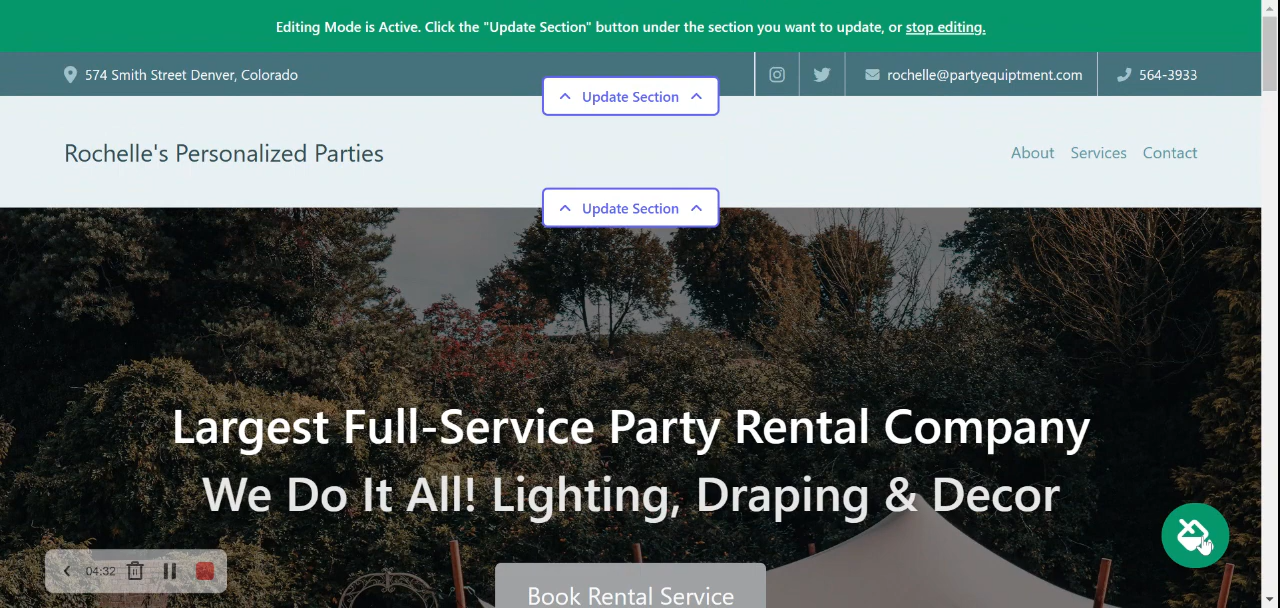 Editing Mode is Active. Click the "Update Section" button under the section you want to update, or stop editing.
574 Smith Street Denver, Colorado
rochelle@partyequiptment.com
564-3933
Update Section
Rochelle's Personalized Parties
About Services Contact
Update Section
Largest Full-Service Party Rental Company
We Do It All! Lighting, Draping & Decor
Book Rental Service
04:32